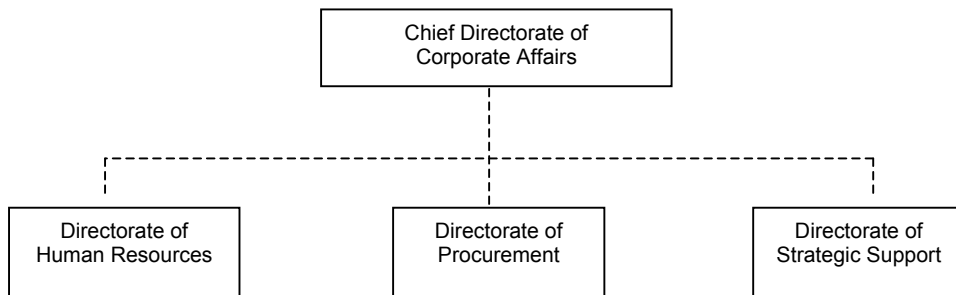 Chief Directorate of
Corporate Affairs
Directorate of
Human Resources
Directorate of
Procurement
Directorate of
Strategic Support